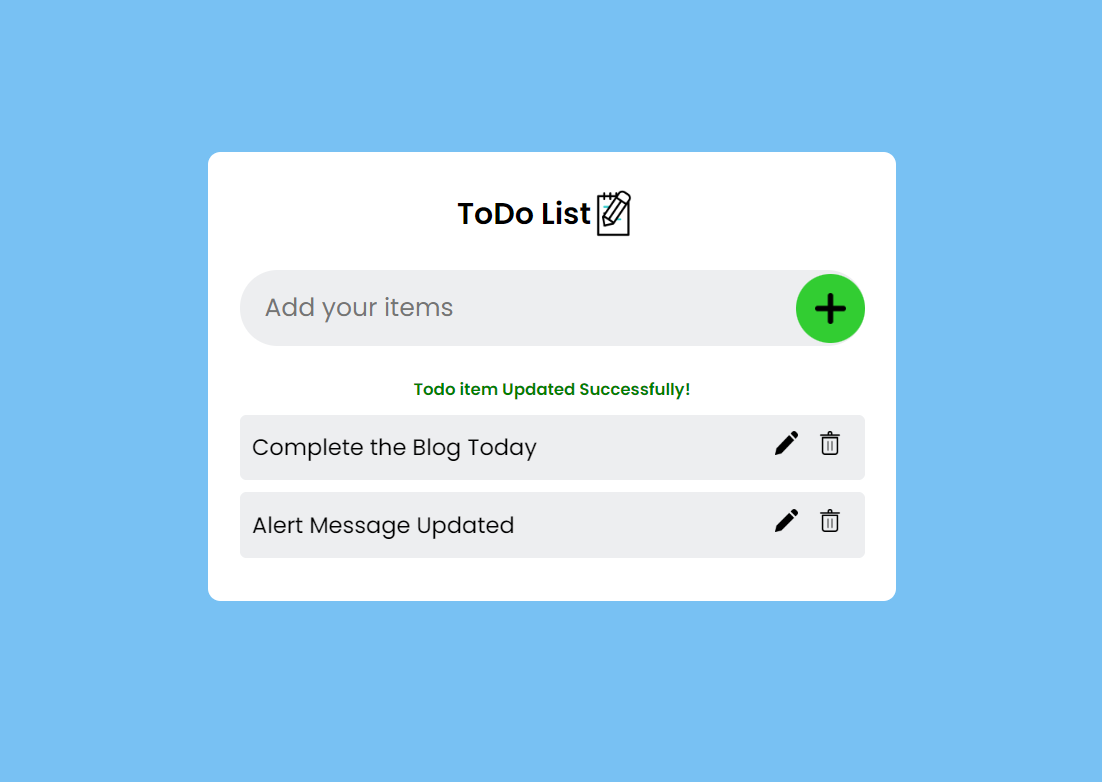 ToDo List
Add your items
Todo item Updated Successfully!
Complete the Blog Today
Alert Message Updated